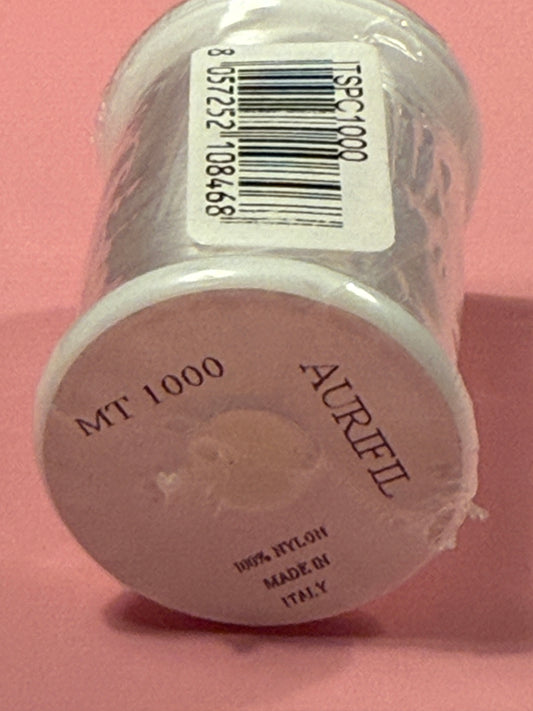 TSPC1000
8 057252 108468
MT 1000
AURIFIL
100% NYLON
MADE IN
ITALY